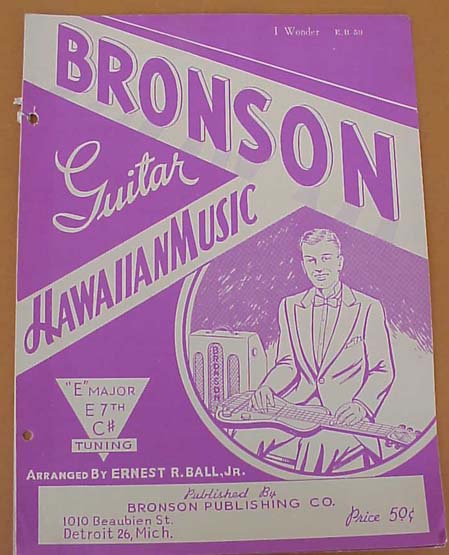 I Wonder E.B. 59
BRONSON
Guitar
HAWAIIAN MUSIC
BRONSON
"E" MAJOR
E 7TH
C#
TUNING
ARRANGED BY ERNEST R. BALL, JR.
Published By
BRONSON PUBLISHING CO.
1010 Beaubien St.
Detroit 26, Mich.
Price 50¢